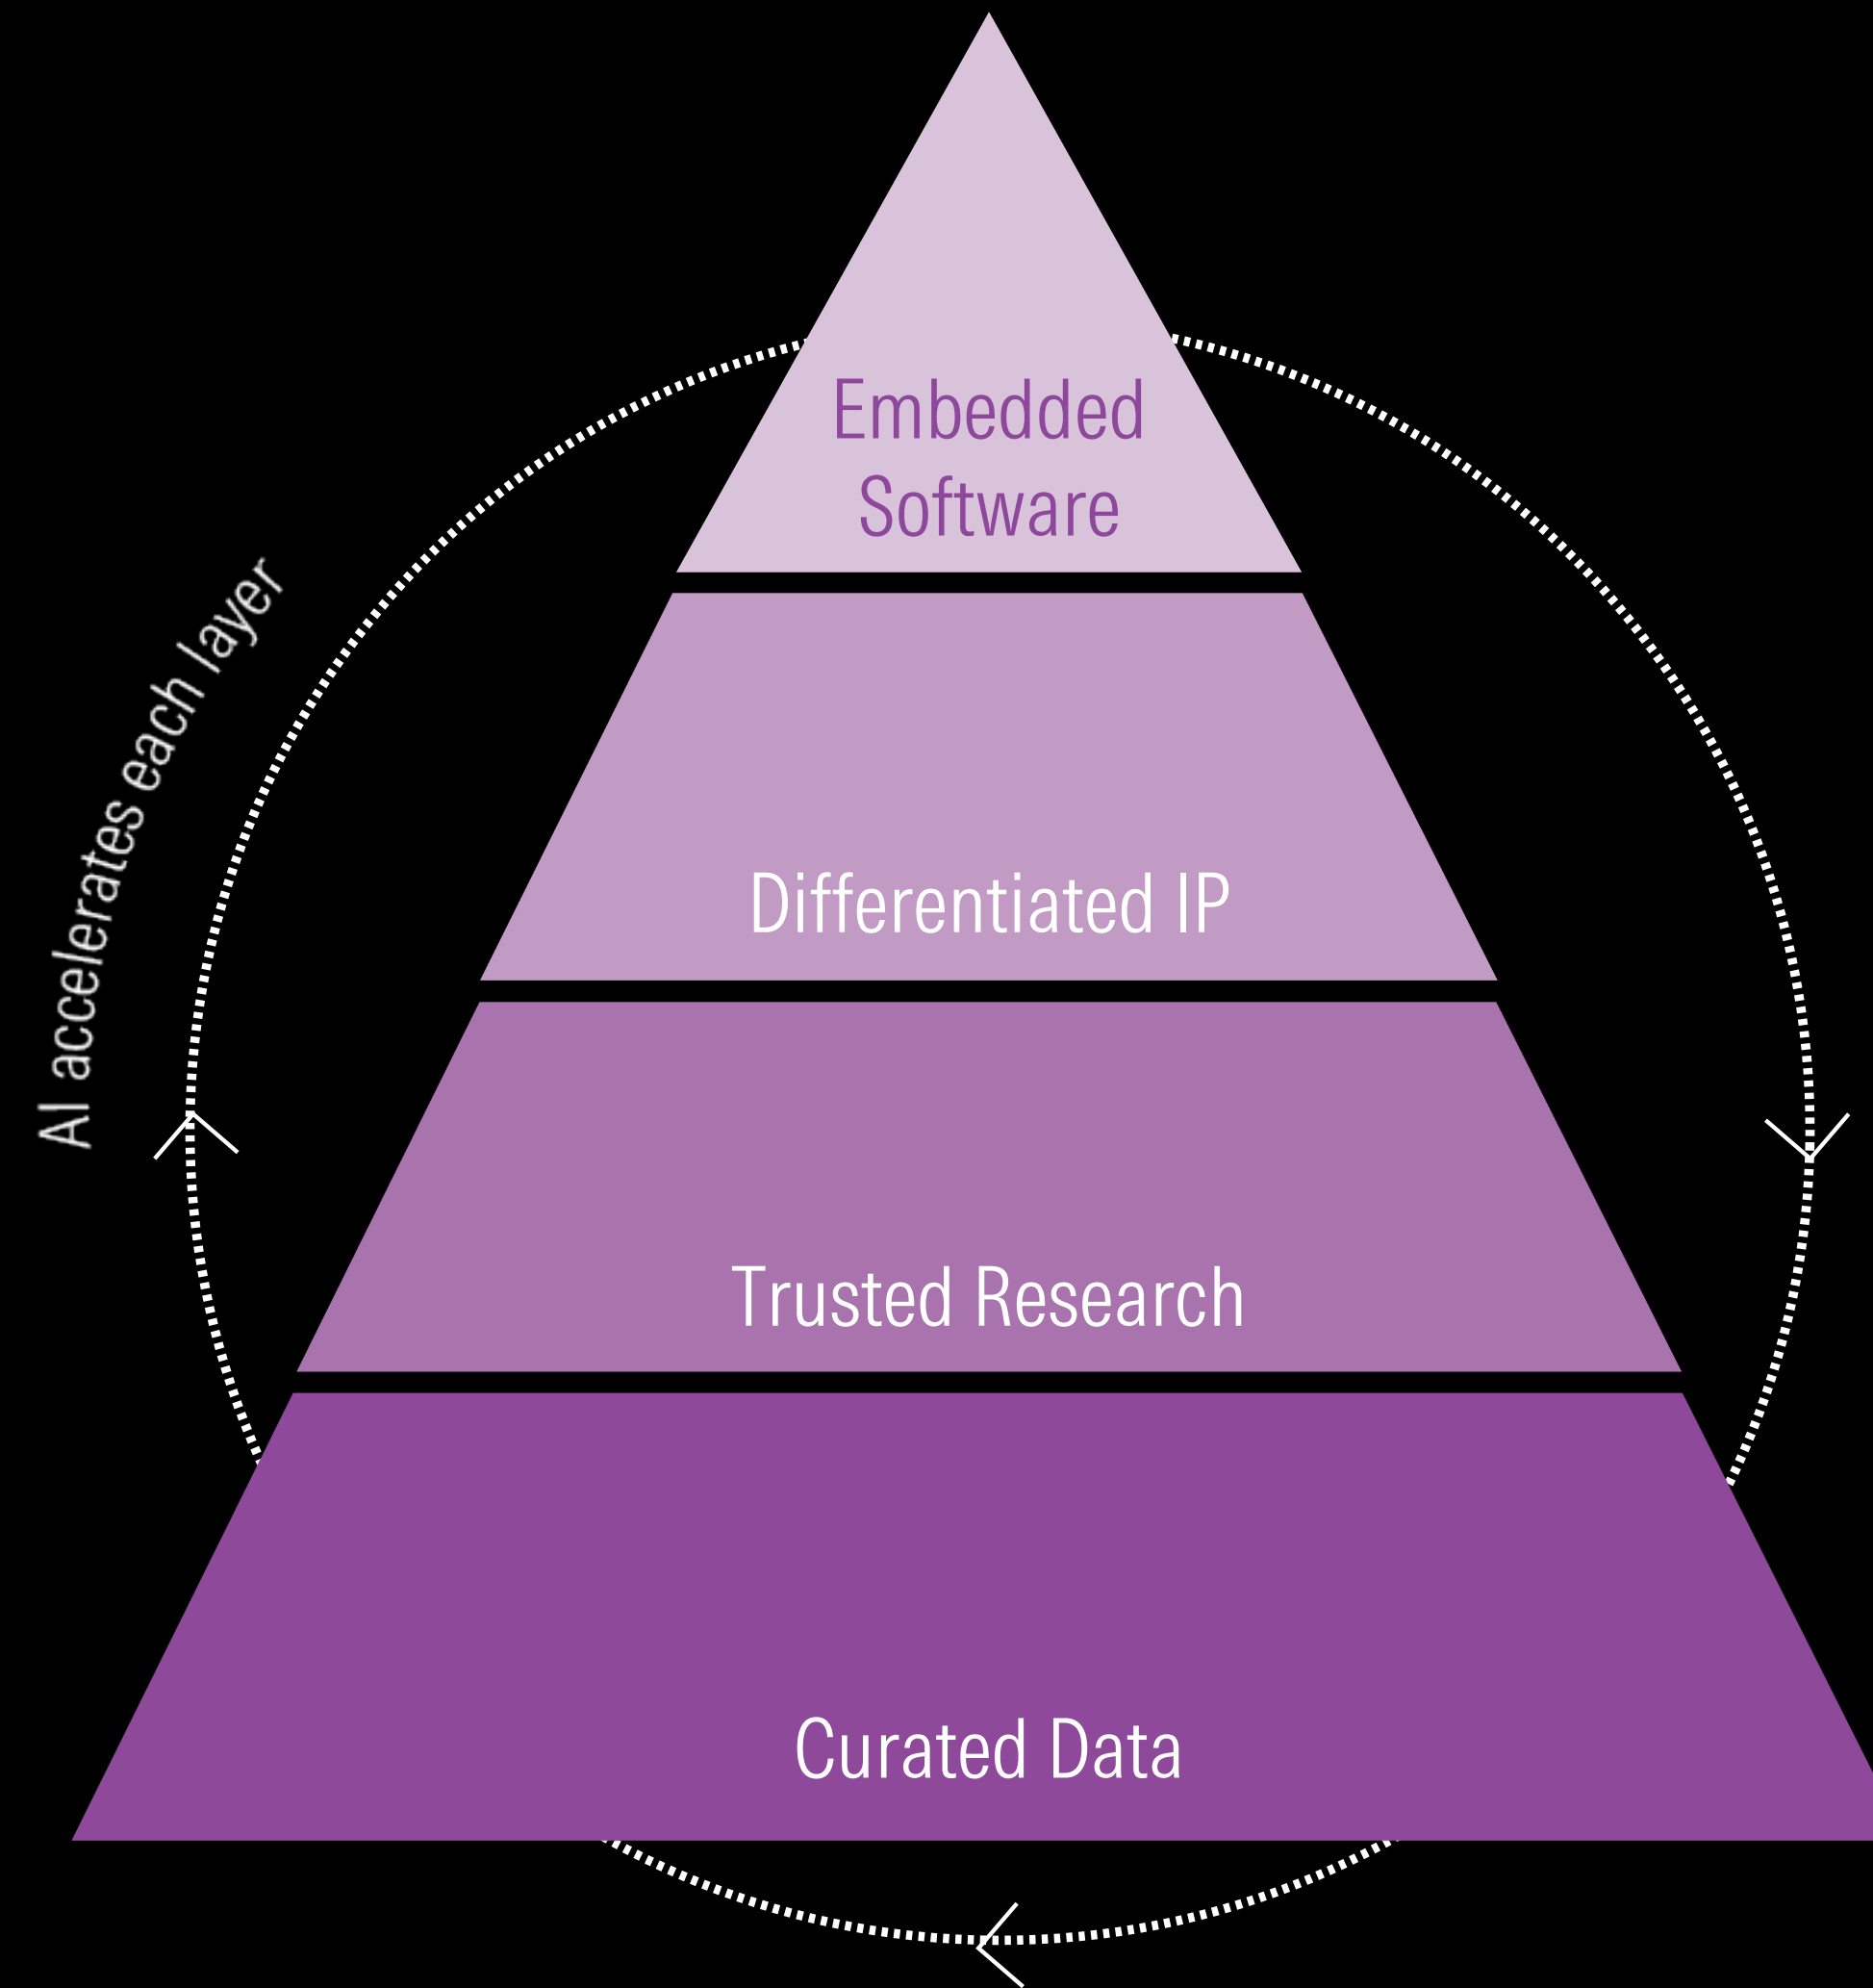 Embedded
Software
AI accelerates each layer
Differentiated IP
Trusted Research
Curated Data